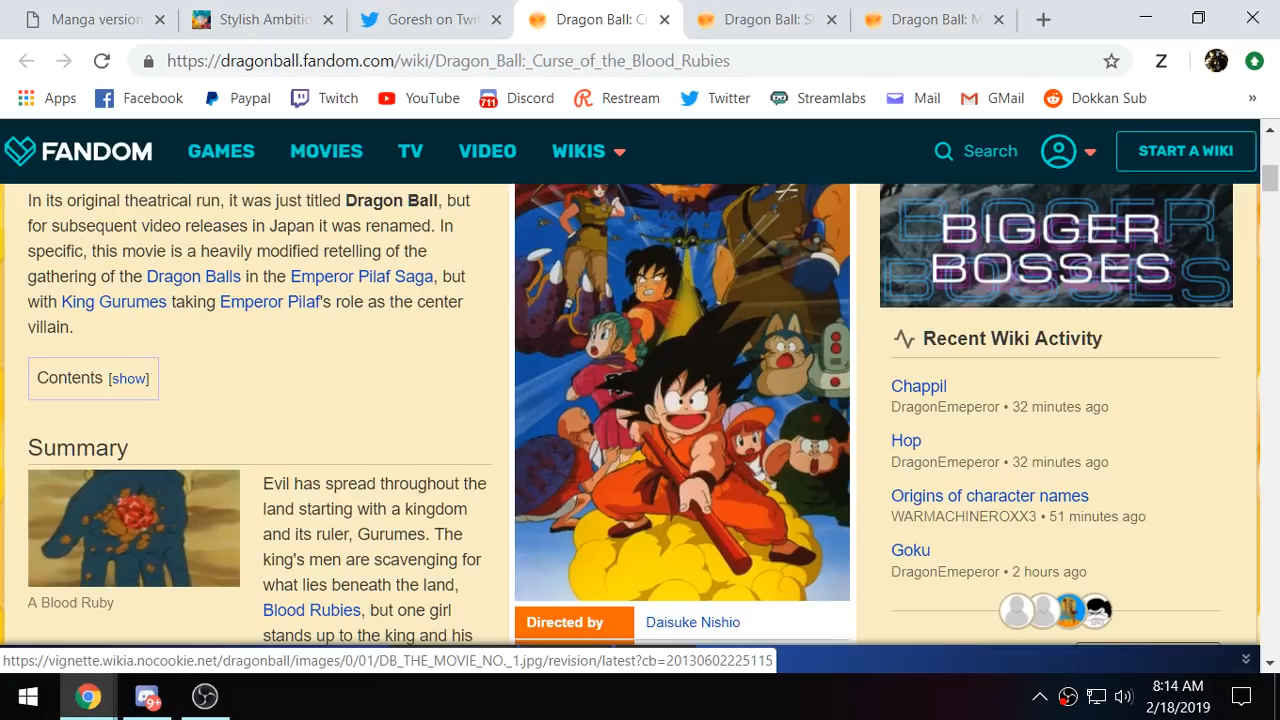 Manga version
Stylish Ambitio
Goresh on Twit
Dragon Ball: Cu
Dragon Ball: Sl
Dragon Ball: M
https://dragonball.fandom.com/wiki/Dragon_Ball:_Curse_of_the_Blood_Rubies
Z
Apps
Facebook
Paypal
Twitch
YouTube
711
Discord
Restream
Twitter
Streamlabs
Mail
GMail
Dokkan Sub
»
FANDOM
GAMES
MOVIES
TV
VIDEO
WIKIS
Search
START A WIKI
In its original theatrical run, it was just titled Dragon Ball, but
for subsequent video releases in Japan it was renamed. In
specific, this movie is a heavily modified retelling of the
gathering of the Dragon Balls in the Emperor Pilaf Saga, but
with King Gurumes taking Emperor Pilaf's role as the center
villain.
Contents [show]
Summary
A Blood Ruby
Evil has spread throughout the
land starting with a kingdom
and its ruler, Gurumes. The
king's men are scavenging for
what lies beneath the land,
Blood Rubies, but one girl
stands up to the king and his
Directed by
Daisuke Nishio
BIGGER
BIGGER
BOSSES
BOSSES
Recent Wiki Activity
Chappil
DragonEmeperor • 32 minutes ago
Hop
DragonEmeperor • 32 minutes ago
Origins of character names
WARMACHINEROXX3 • 51 minutes ago
Goku
DragonEmeperor • 2 hours ago
https://vignette.wikia.nocookie.net/dragonball/images/0/01/DB_THE_MOVIE_NO._1.jpg/revision/latest?cb=20130602225115
9+
8:14 AM
2/18/2019